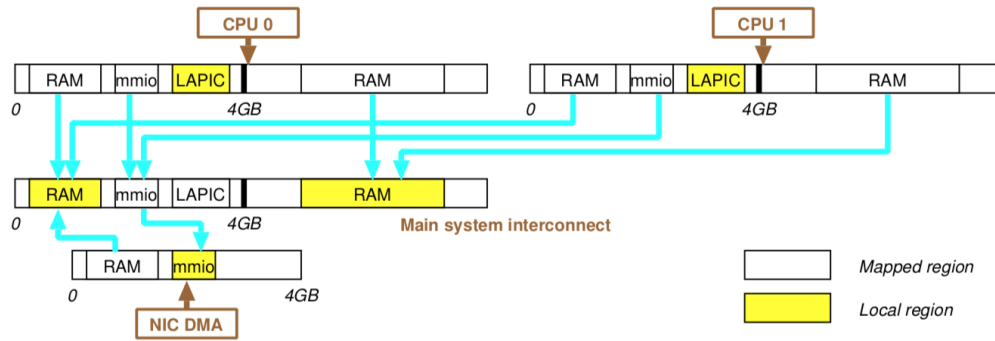 CPU 0
CPU 1
RAM mmio LAPIC RAM
RAM mmio LAPIC RAM
0 4GB
0 4GB
RAM mmio LAPIC RAM
0 4GB
Main system interconnect
RAM mmio
0 4GB
NIC DMA
Mapped region
Local region